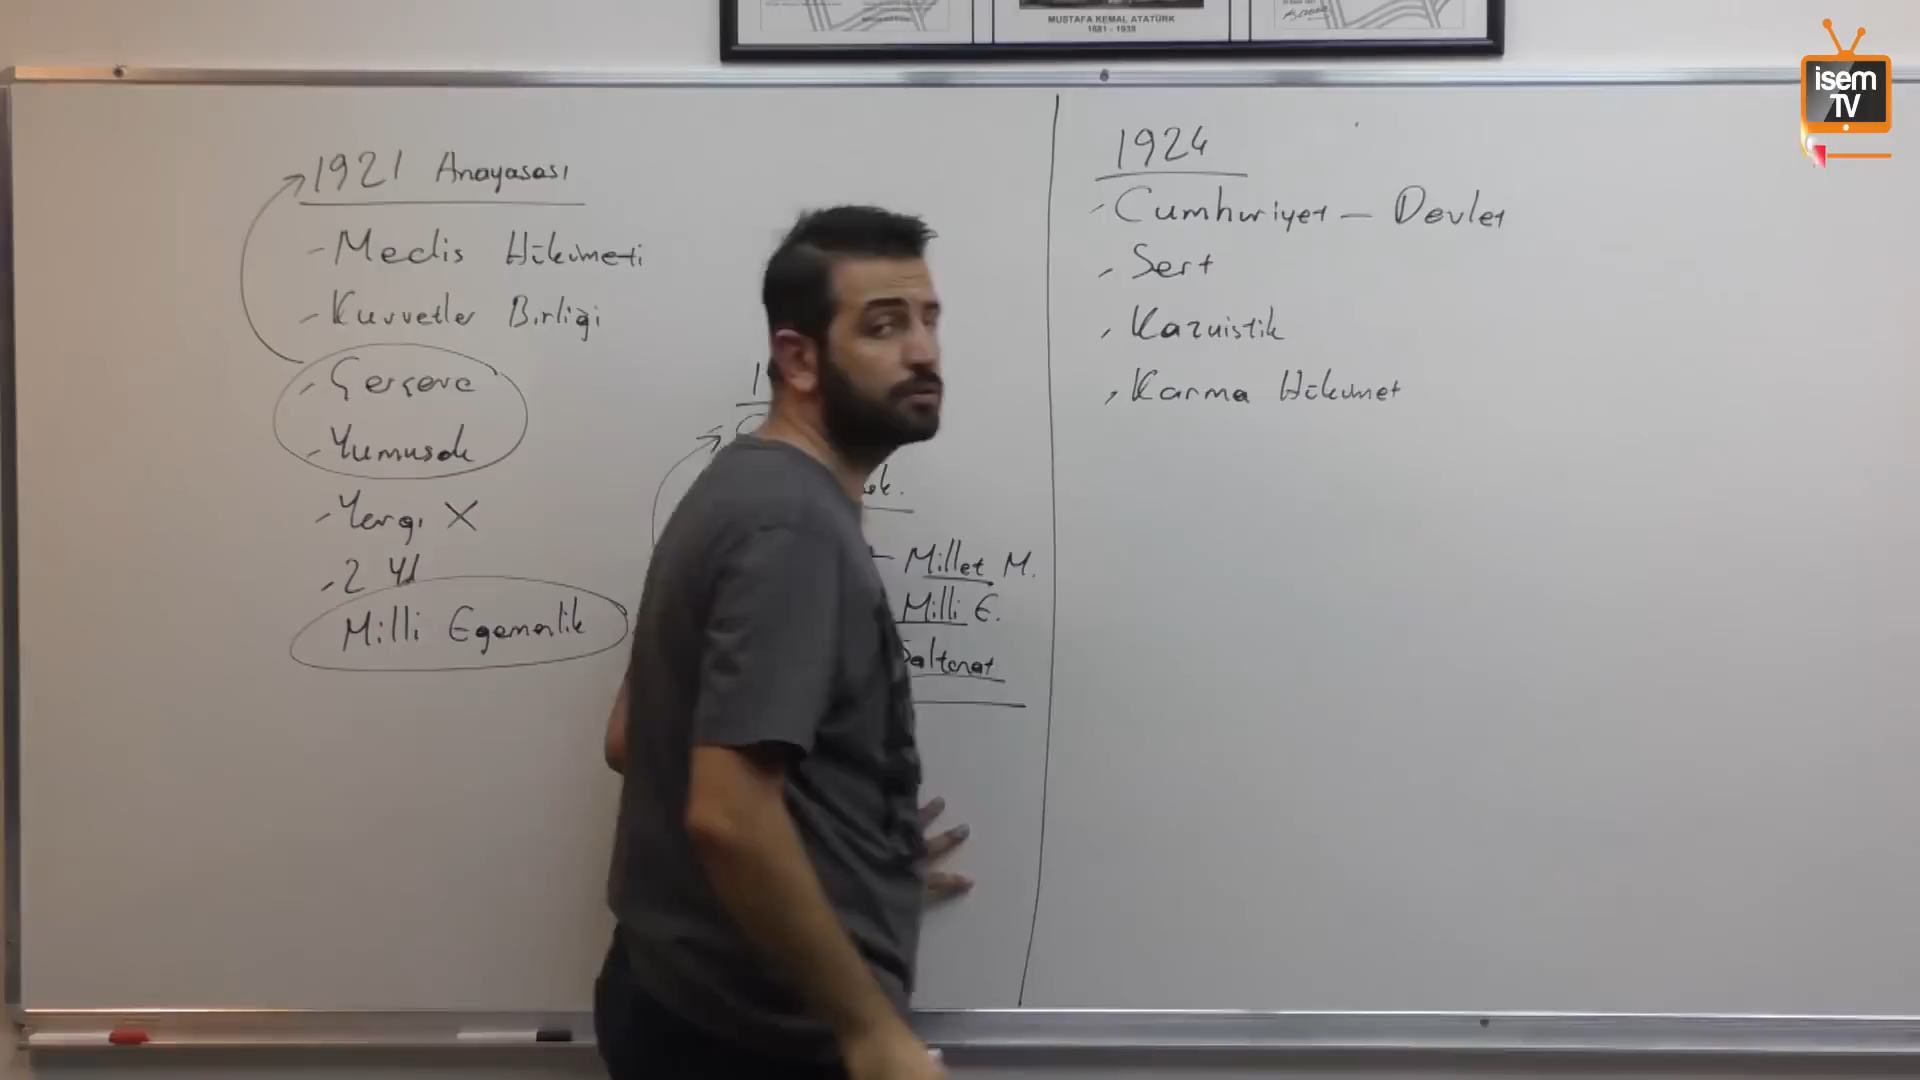 MUSTAFA KEMAL ATATÜRK
1881 - 1938
isem
TV
1921 Anayasası
- Meclis Hükümeti
- Kuvvetler Birliği
- Çerçeve
- Yumuşak
- Yargı X
- 2 Yıl
Milli Egemenlik
- Millet M.
Milli E.
Saltanat
1924
- Cumhuriyet - Devlet
- Sert
- Kazuistik
- Karma Hükümet